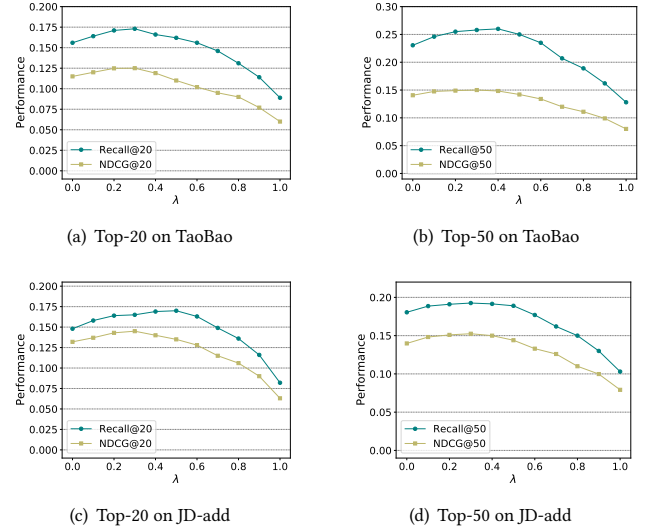 0.200
0.175
0.150
0.125
0.100
0.075
0.050
0.025
0.000
Performance
Recall@20
NDCG@20
0.0 0.2 0.4 0.6 0.8 1.0
λ
(a) Top-20 on TaoBao
0.30
0.25
0.20
0.15
0.10
0.05
0.00
Performance
Recall@50
NDCG@50
0.0 0.2 0.4 0.6 0.8 1.0
λ
(b) Top-50 on TaoBao
0.200
0.175
0.150
0.125
0.100
0.075
0.050
0.025
0.000
Performance
Recall@20
NDCG@20
0.0 0.2 0.4 0.6 0.8 1.0
λ
(c) Top-20 on JD-add
0.20
0.15
0.10
0.05
0.00
Performance
Recall@50
NDCG@50
0.0 0.2 0.4 0.6 0.8 1.0
λ
(d) Top-50 on JD-add